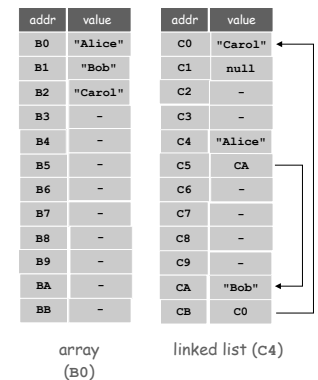 addr value addr value
B0 "Alice" C0 "Carol"
B1 "Bob" C1 null
B2 "Carol" C2 -
B3 - C3 -
B4 - C4 "Alice"
B5 - C5 CA
B6 - C6 -
B7 - C7 -
B8 - C8 -
B9 - C9 -
BA - CA "Bob"
BB - CB C0
array linked list (C4)
(B0)